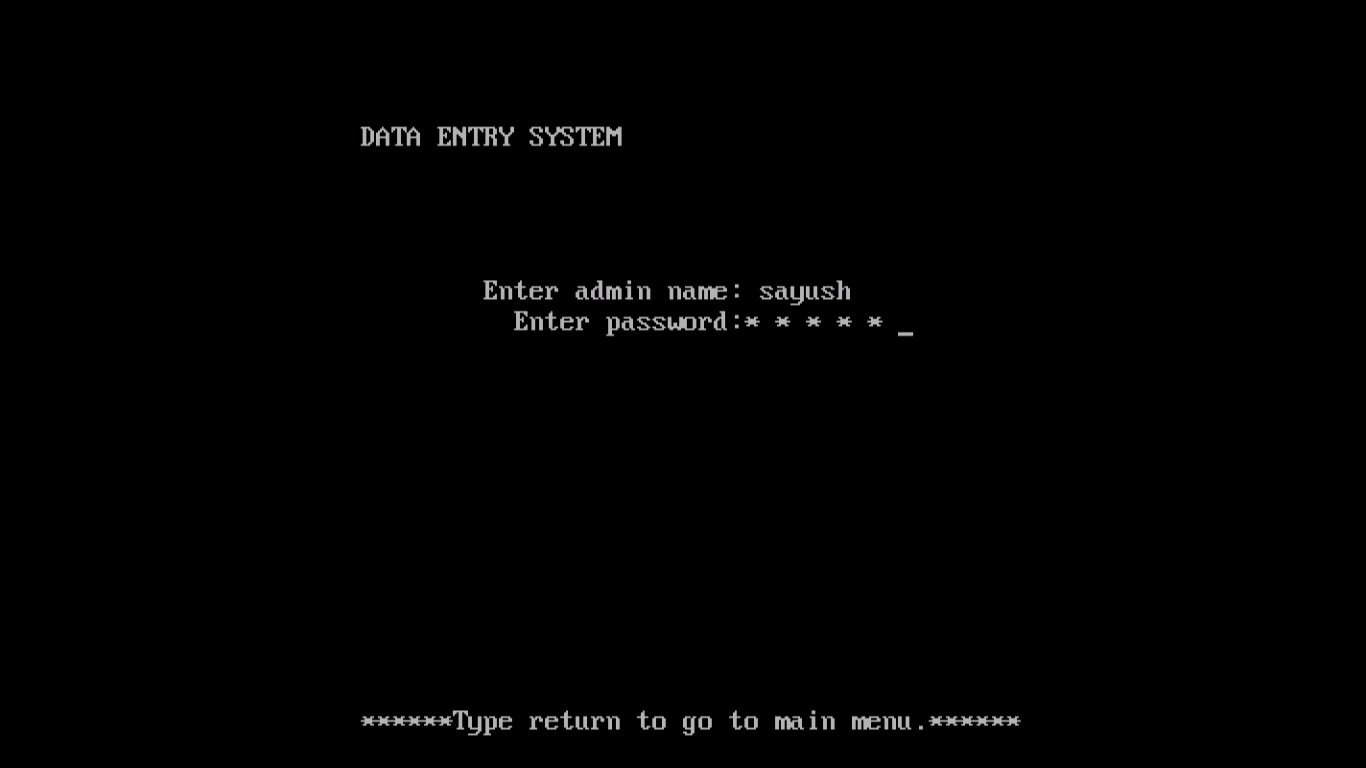 DATA ENTRY SYSTEM
Enter admin name: sayush
Enter password:* * * * * _
******Type return to go to main menu.******